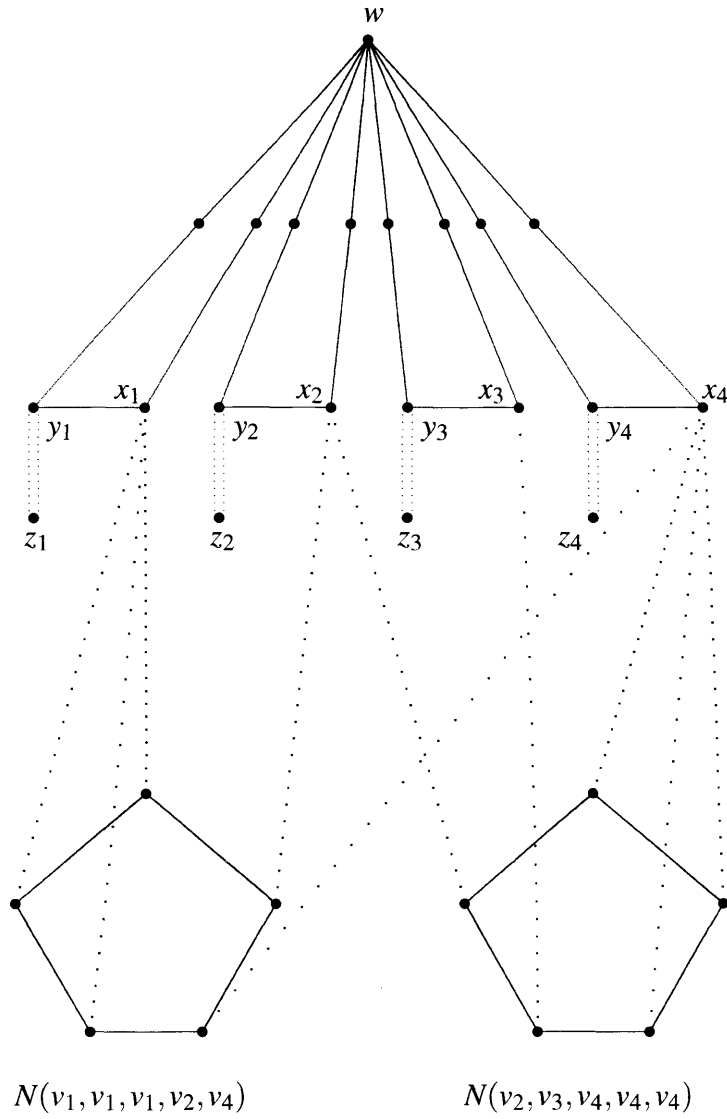 w
x₁ x₂ x₃ x₄
y₁ y₂ y₃ y₄
z₁ z₂ z₃ z₄
N(v₁,v₁,v₁,v₂,v₄) N(v₂,v₃,v₄,v₄,v₄)